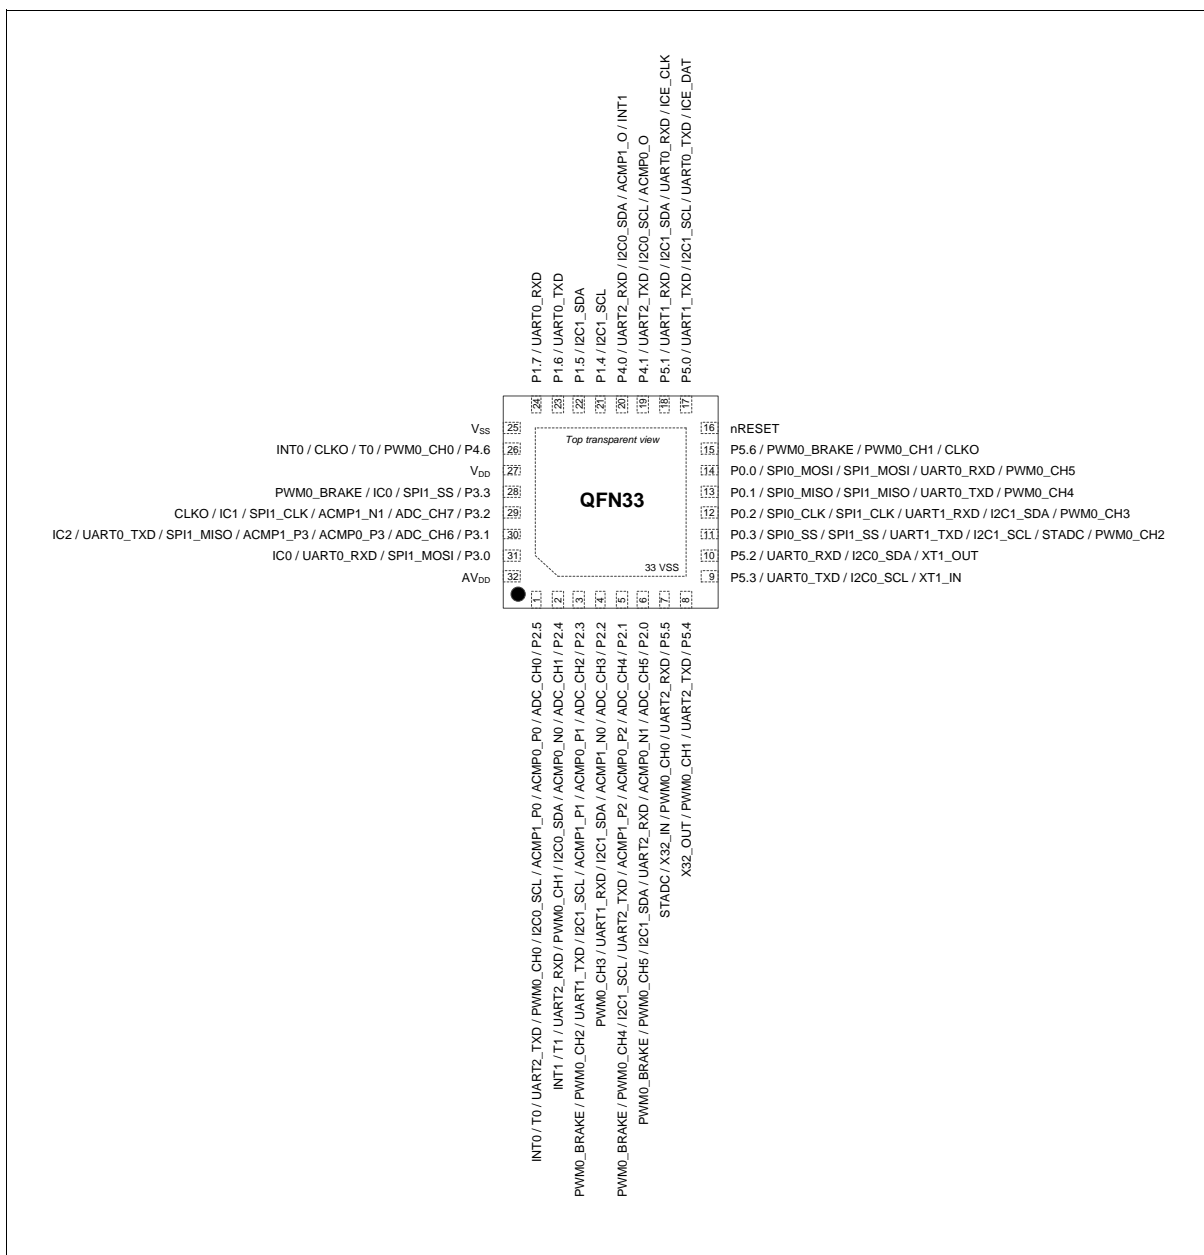 P1.7 / UART0_RXD
P1.6 / UART0_TXD
P1.5 / I2C1_SDA
P1.4 / I2C1_SCL
P4.0 / UART2_RXD / I2C0_SDA / ACMP1_O / INT1
P4.1 / UART2_TXD / I2C0_SCL / ACMP0_O
P5.1 / UART1_RXD / I2C1_SDA / UART0_RXD / ICE_CLK
P5.0 / UART1_TXD / I2C1_SCL / UART0_TXD / ICE_DAT
24 23 22 21 20 19 18 17
VSS 25
INT0 / CLKO / T0 / PWM0_CH0 / P4.6 26
VDD 27
PWM0_BRAKE / IC0 / SPI1_SS / P3.3 28
CLKO / IC1 / SPI1_CLK / ACMP1_N1 / ADC_CH7 / P3.2 29
IC2 / UART0_TXD / SPI1_MISO / ACMP1_P3 / ACMP0_P3 / ADC_CH6 / P3.1 30
IC0 / UART0_RXD / SPI1_MOSI / P3.0 31
AVDD 32
Top transparent view
QFN33
33 VSS
16 nRESET
15 P5.6 / PWM0_BRAKE / PWM0_CH1 / CLKO
14 P0.0 / SPI0_MOSI / SPI1_MOSI / UART0_RXD / PWM0_CH5
13 P0.1 / SPI0_MISO / SPI1_MISO / UART0_TXD / PWM0_CH4
12 P0.2 / SPI0_CLK / SPI1_CLK / UART1_RXD / I2C1_SDA / PWM0_CH3
11 P0.3 / SPI0_SS / SPI1_SS / UART1_TXD / I2C1_SCL / STADC / PWM0_CH2
10 P5.2 / UART0_RXD / I2C0_SDA / XT1_OUT
9 P5.3 / UART0_TXD / I2C0_SCL / XT1_IN
1 2 3 4 5 6 7 8
INT0 / T0 / UART2_TXD / PWM0_CH0 / I2C0_SCL / ACMP1_P0 / ACMP0_P0 / ADC_CH0 / P2.5
INT1 / T1 / UART2_RXD / PWM0_CH1 / I2C0_SDA / ACMP0_N0 / ADC_CH1 / P2.4
PWM0_BRAKE / PWM0_CH2 / UART1_TXD / I2C1_SCL / ACMP1_P1 / ACMP0_P1 / ADC_CH2 / P2.3
PWM0_CH3 / UART1_RXD / I2C1_SDA / ACMP1_N0 / ADC_CH3 / P2.2
PWM0_BRAKE / PWM0_CH4 / I2C1_SCL / UART2_TXD / ACMP1_P2 / ACMP0_P2 / ADC_CH4 / P2.1
PWM0_BRAKE / PWM0_CH5 / I2C1_SDA / UART2_RXD / ACMP0_N1 / ADC_CH5 / P2.0
STADC / X32_IN / PWM0_CH0 / UART2_RXD / P5.5
X32_OUT / PWM0_CH1 / UART2_TXD / P5.4